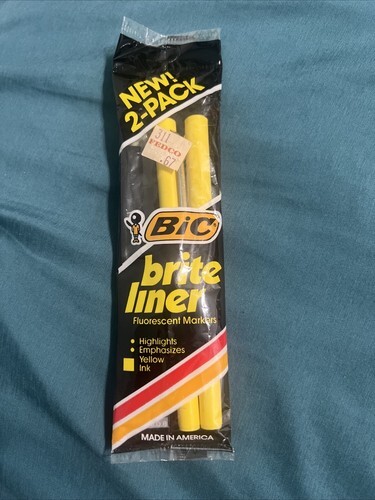 NEW!
2-PACK
311
FEDCO
.67
BiC
brite
liner
Fluorescent Markers
• Highlights
• Emphasizes
Yellow
Ink
MADE IN AMERICA